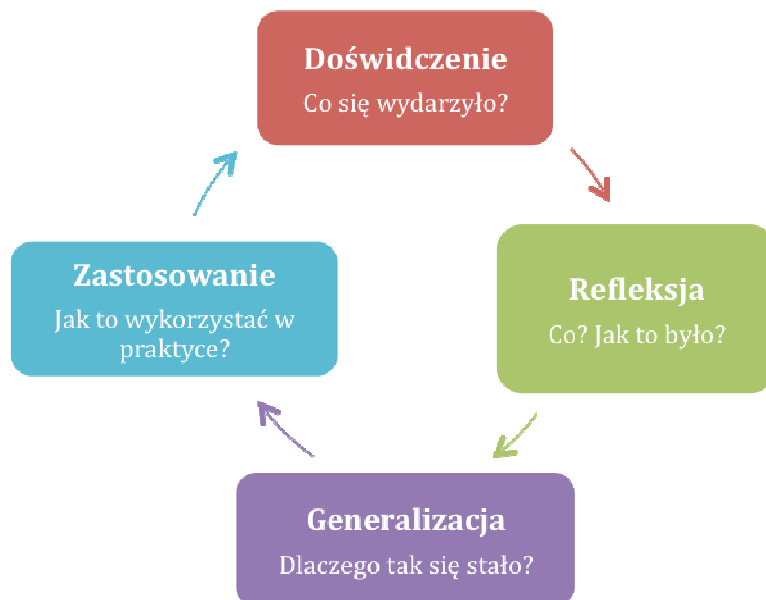 Doświdczenie
Co się wydarzyło?
Refleksja
Co? Jak to było?
Generalizacja
Dlaczego tak się stało?
Zastosowanie
Jak to wykorzystać w
praktyce?